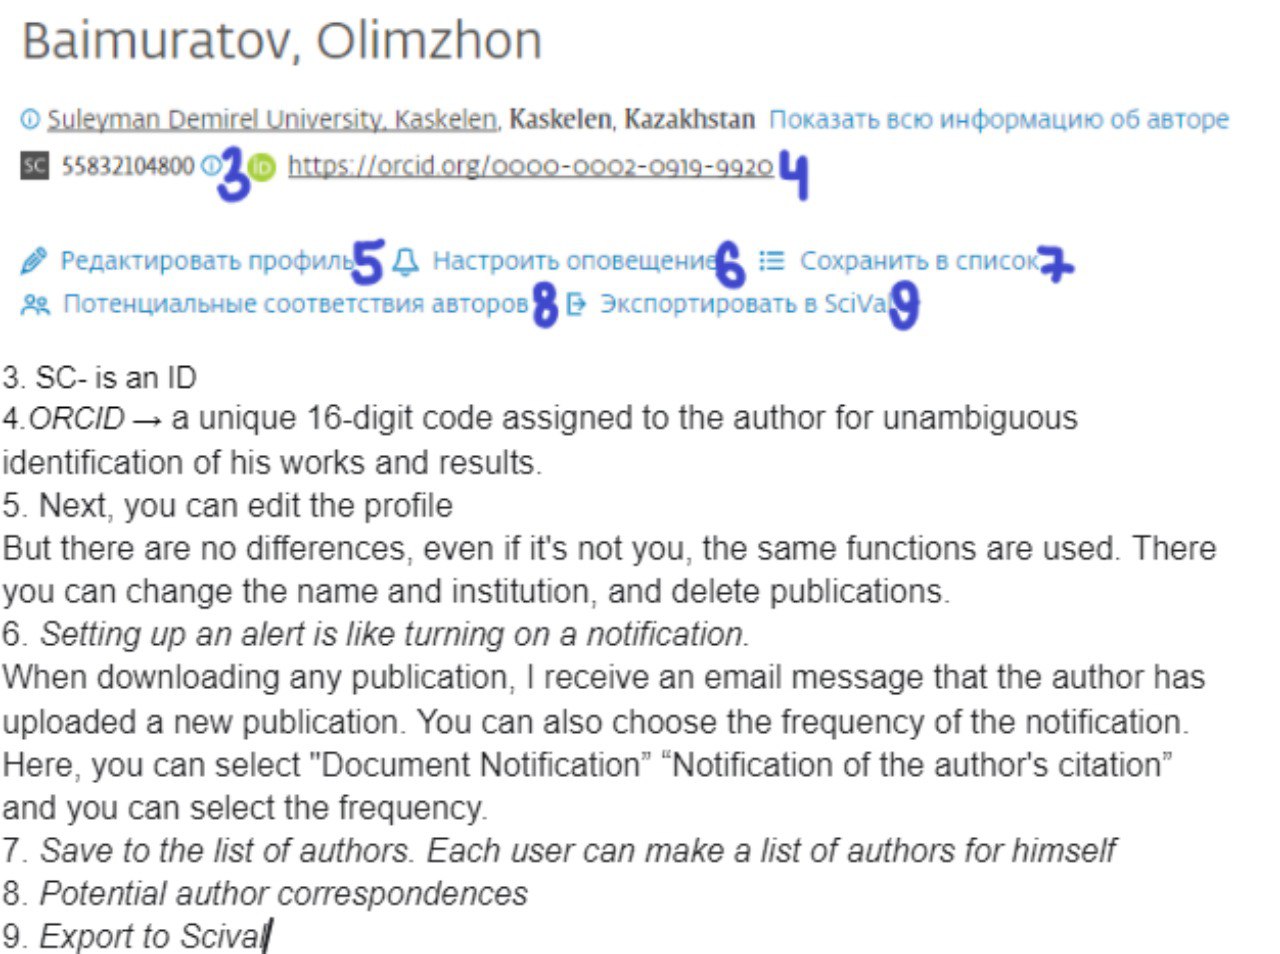 Baimuratov, Olimzhon
Suleyman Demirel University, Kaskelen, Kaskelen, Kazakhstan Показать всю информацию об авторе
SC 55832104800 3 iD https://orcid.org/0000-0002-0919-9920 4
Редактировать профиль 5 Настроить оповещение 6 Сохранить в список 7
Потенциальные соответствия авторов 8 Экспортировать в SciVal 9
3. SC- is an ID
4.ORCID → a unique 16-digit code assigned to the author for unambiguous
identification of his works and results.
5. Next, you can edit the profile
But there are no differences, even if it's not you, the same functions are used. There
you can change the name and institution, and delete publications.
6. Setting up an alert is like turning on a notification.
When downloading any publication, I receive an email message that the author has
uploaded a new publication. You can also choose the frequency of the notification.
Here, you can select "Document Notification” “Notification of the author's citation”
and you can select the frequency.
7. Save to the list of authors. Each user can make a list of authors for himself
8. Potential author correspondences
9. Export to Scival